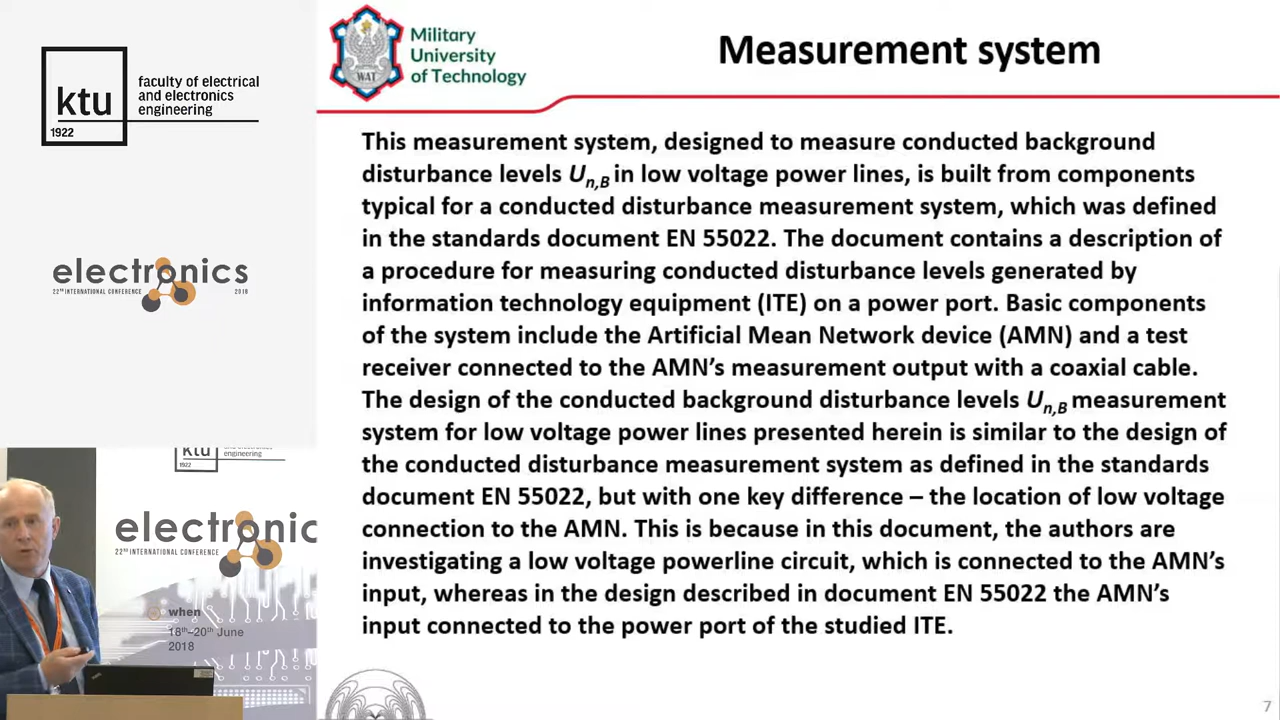 ktu
1922
faculty of electrical
and electronics
engineering
electronics
22ND INTERNATIONAL CONFERENCE 2018
Military
University
of Technology
WAT
Measurement system
This measurement system, designed to measure conducted background
disturbance levels Un,B in low voltage power lines, is built from components
typical for a conducted disturbance measurement system, which was defined
in the standards document EN 55022. The document contains a description of
a procedure for measuring conducted disturbance levels generated by
information technology equipment (ITE) on a power port. Basic components
of the system include the Artificial Mean Network device (AMN) and a test
receiver connected to the AMN’s measurement output with a coaxial cable.
The design of the conducted background disturbance levels Un,B measurement
system for low voltage power lines presented herein is similar to the design of
the conducted disturbance measurement system as defined in the standards
document EN 55022, but with one key difference – the location of low voltage
connection to the AMN. This is because in this document, the authors are
investigating a low voltage powerline circuit, which is connected to the AMN’s
input, whereas in the design described in document EN 55022 the AMN’s
input connected to the power port of the studied ITE.
7
1922
engineering
electronic
22ND INTERNATIONAL CONFERENCE
when
18th–20th June
2018